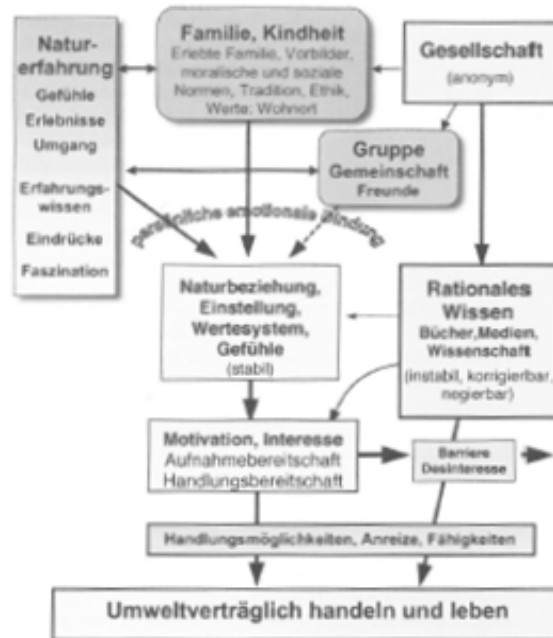 Natur-
erfahrung
Gefühle
Erlebnisse
Umgang
Erfahrungs-
wissen
Eindrücke
Faszination
Familie, Kindheit
Erlebte Familie, Vorbilder,
moralische und soziale
Normen, Tradition, Ethik,
Werte; Wohnort
Gesellschaft
(anonym)
Gruppe
Gemeinschaft
Freunde
persönliche emotionale Bindung
Naturbeziehung,
Einstellung,
Wertesystem,
Gefühle
(stabil)
Rationales
Wissen
Bücher,Medien,
Wissenschaft
(instabil, korrigierbar,
negierbar)
Motivation, Interesse
Aufnahmebereitschaft
Handlungsbereitschaft
Barriere
Desinteresse
Handlungsmöglichkeiten, Anreize, Fähigkeiten
Umweltverträglich handeln und leben